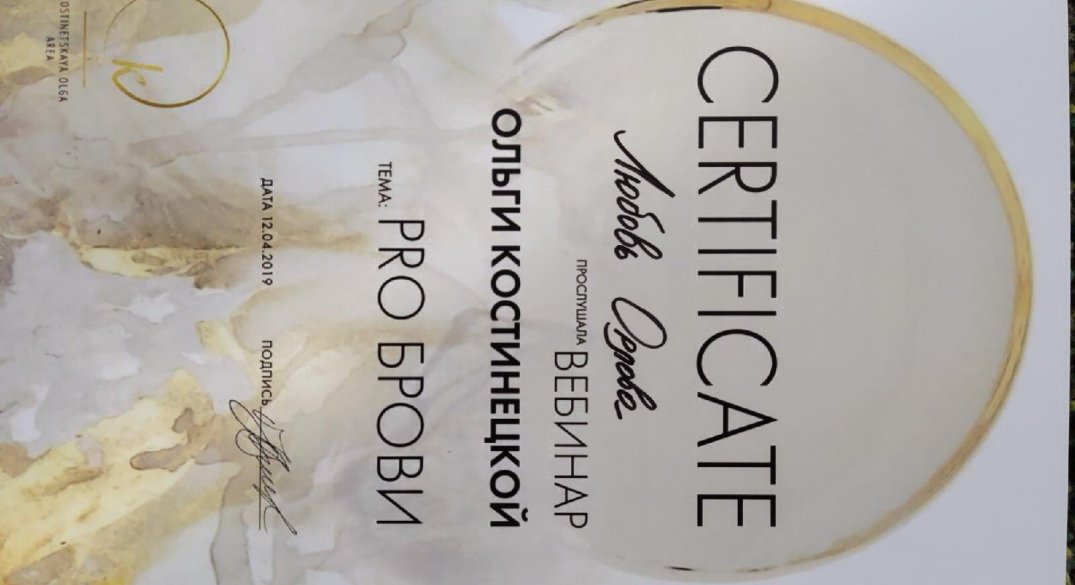 CERTIFICATE
Любовь Орлова
ПРОСЛУШАЛА ВЕБИНАР
ОЛЬГИ КОСТИНЕЦКОЙ
ТЕМА: PRO БРОВИ
ДАТА 12.04.2019 ПОДПИСЬ
k
OSTINETSKAYA OLGA
AREA